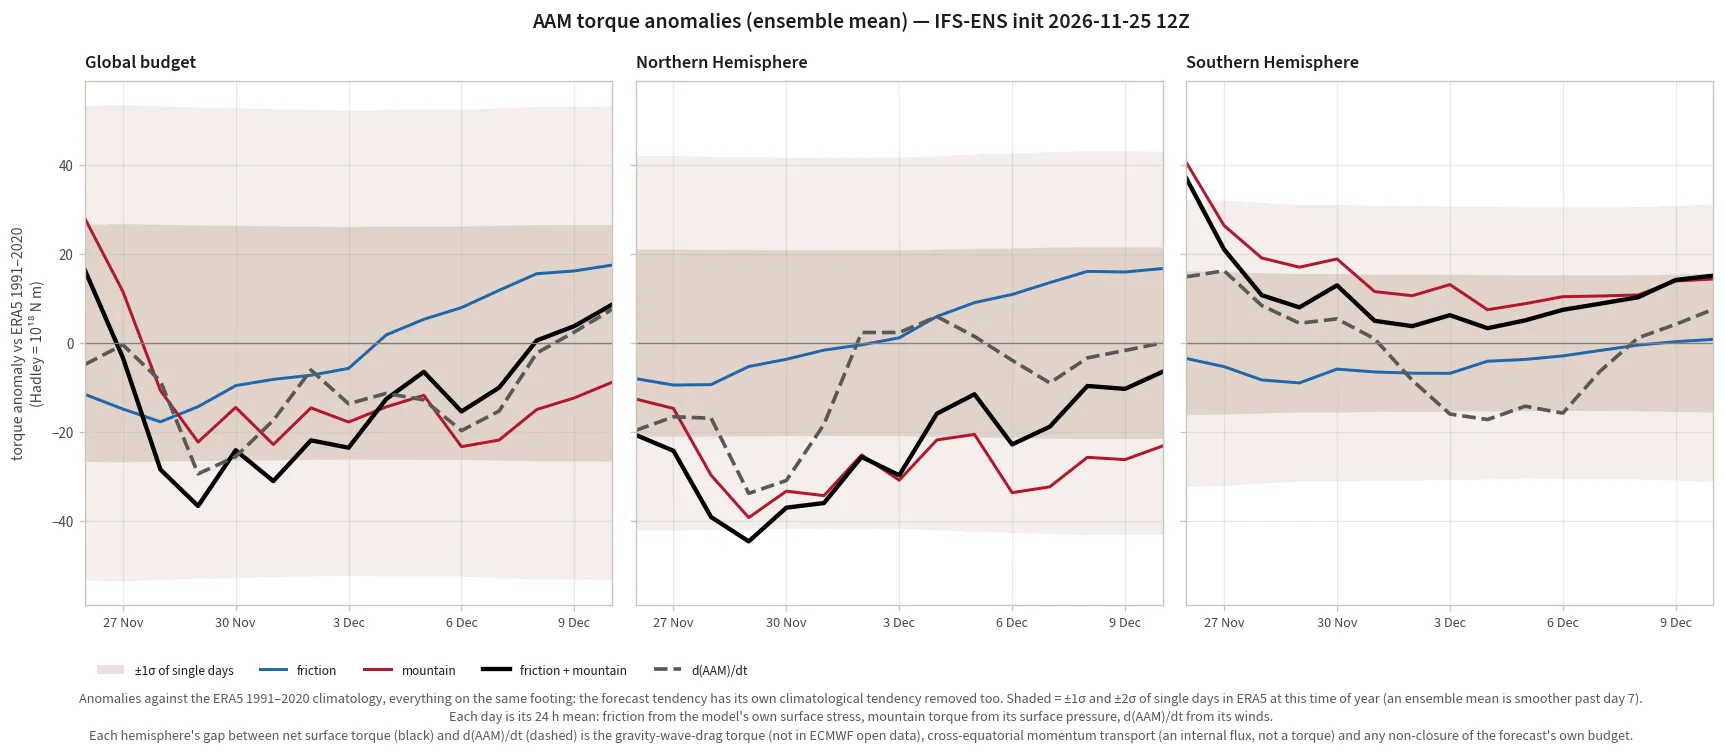 AAM torque anomalies (ensemble mean) — IFS-ENS init 2026-11-25 12Z
Global budget
Northern Hemisphere
Southern Hemisphere
torque anomaly vs ERA5 1991–2020
(Hadley = 10¹⁸ N m)
40
20
0
−20
−40
27 Nov
30 Nov
3 Dec
6 Dec
9 Dec
27 Nov
30 Nov
3 Dec
6 Dec
9 Dec
27 Nov
30 Nov
3 Dec
6 Dec
9 Dec
±1σ of single days
friction
mountain
friction + mountain
d(AAM)/dt
Anomalies against the ERA5 1991–2020 climatology, everything on the same footing: the forecast tendency has its own climatological tendency removed too. Shaded = ±1σ and ±2σ of single days in ERA5 at this time of year (an ensemble mean is smoother past day 7).
Each day is its 24 h mean: friction from the model's own surface stress, mountain torque from its surface pressure, d(AAM)/dt from its winds.
Each hemisphere's gap between net surface torque (black) and d(AAM)/dt (dashed) is the gravity-wave-drag torque (not in ECMWF open data), cross-equatorial momentum transport (an internal flux, not a torque) and any non-closure of the forecast's own budget.